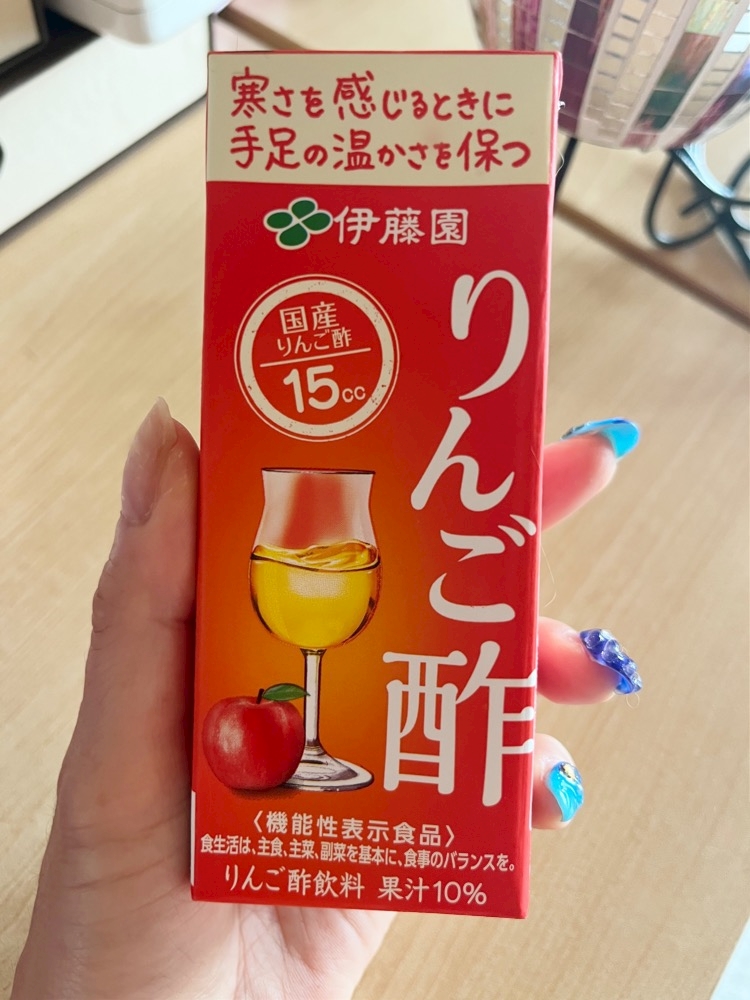 寒さを感じるときに
手足の温かさを保つ
伊藤園
国産
りんご酢
15cc
りんご酢
〈機能性表示食品〉
食生活は、主食、主菜、副菜を基本に、食事のバランスを。
りんご酢飲料 果汁10%